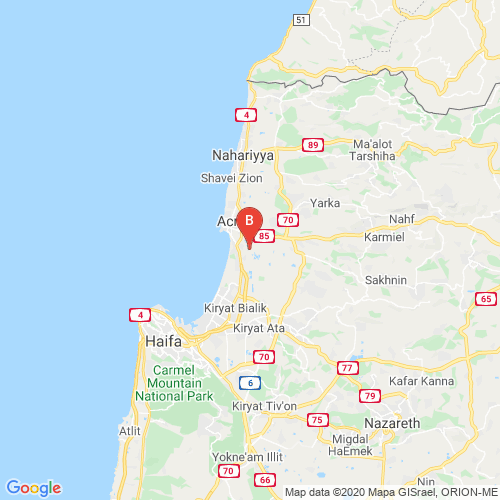 51
4
Nahariyya
89
Ma'alot
Tarshiha
Shavei Zion
Yarka
Nahf
Acre
B
70
85
Karmiel
Sakhnin
65
Kiryat Bialik
4
Kiryat Ata
Haifa
70
77
Carmel
Mountain
National Park
6
79
Kafar Kanna
Kiryat Tiv'on
75
Nazareth
Atlit
Migdal
HaEmek
Yokne'am Illit
70
66
Nin
Google
Map data ©2020 Mapa GISrael, ORION-ME